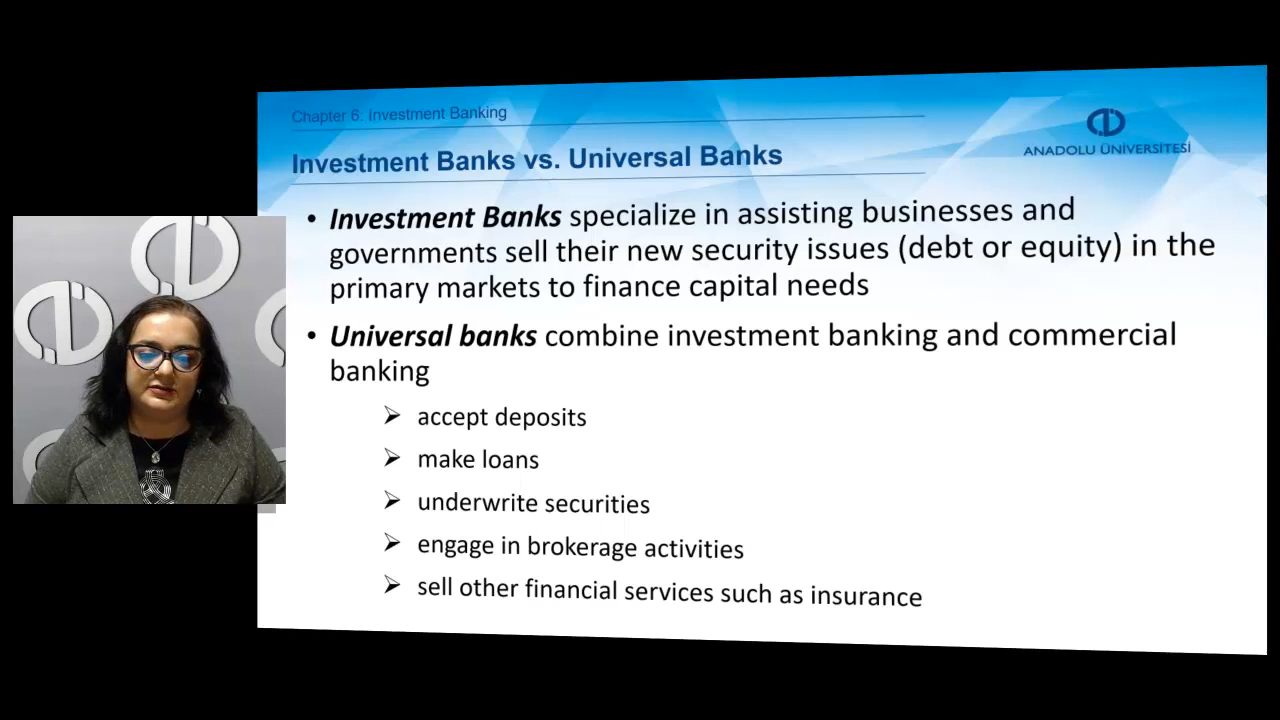 Chapter 6: Investment Banking
Investment Banks vs. Universal Banks
ANADOLU ÜNİVERSİTESİ
• Investment Banks specialize in assisting businesses and
governments sell their new security issues (debt or equity) in the
primary markets to finance capital needs
• Universal banks combine investment banking and commercial
banking
➢ accept deposits
➢ make loans
➢ underwrite securities
➢ engage in brokerage activities
➢ sell other financial services such as insurance